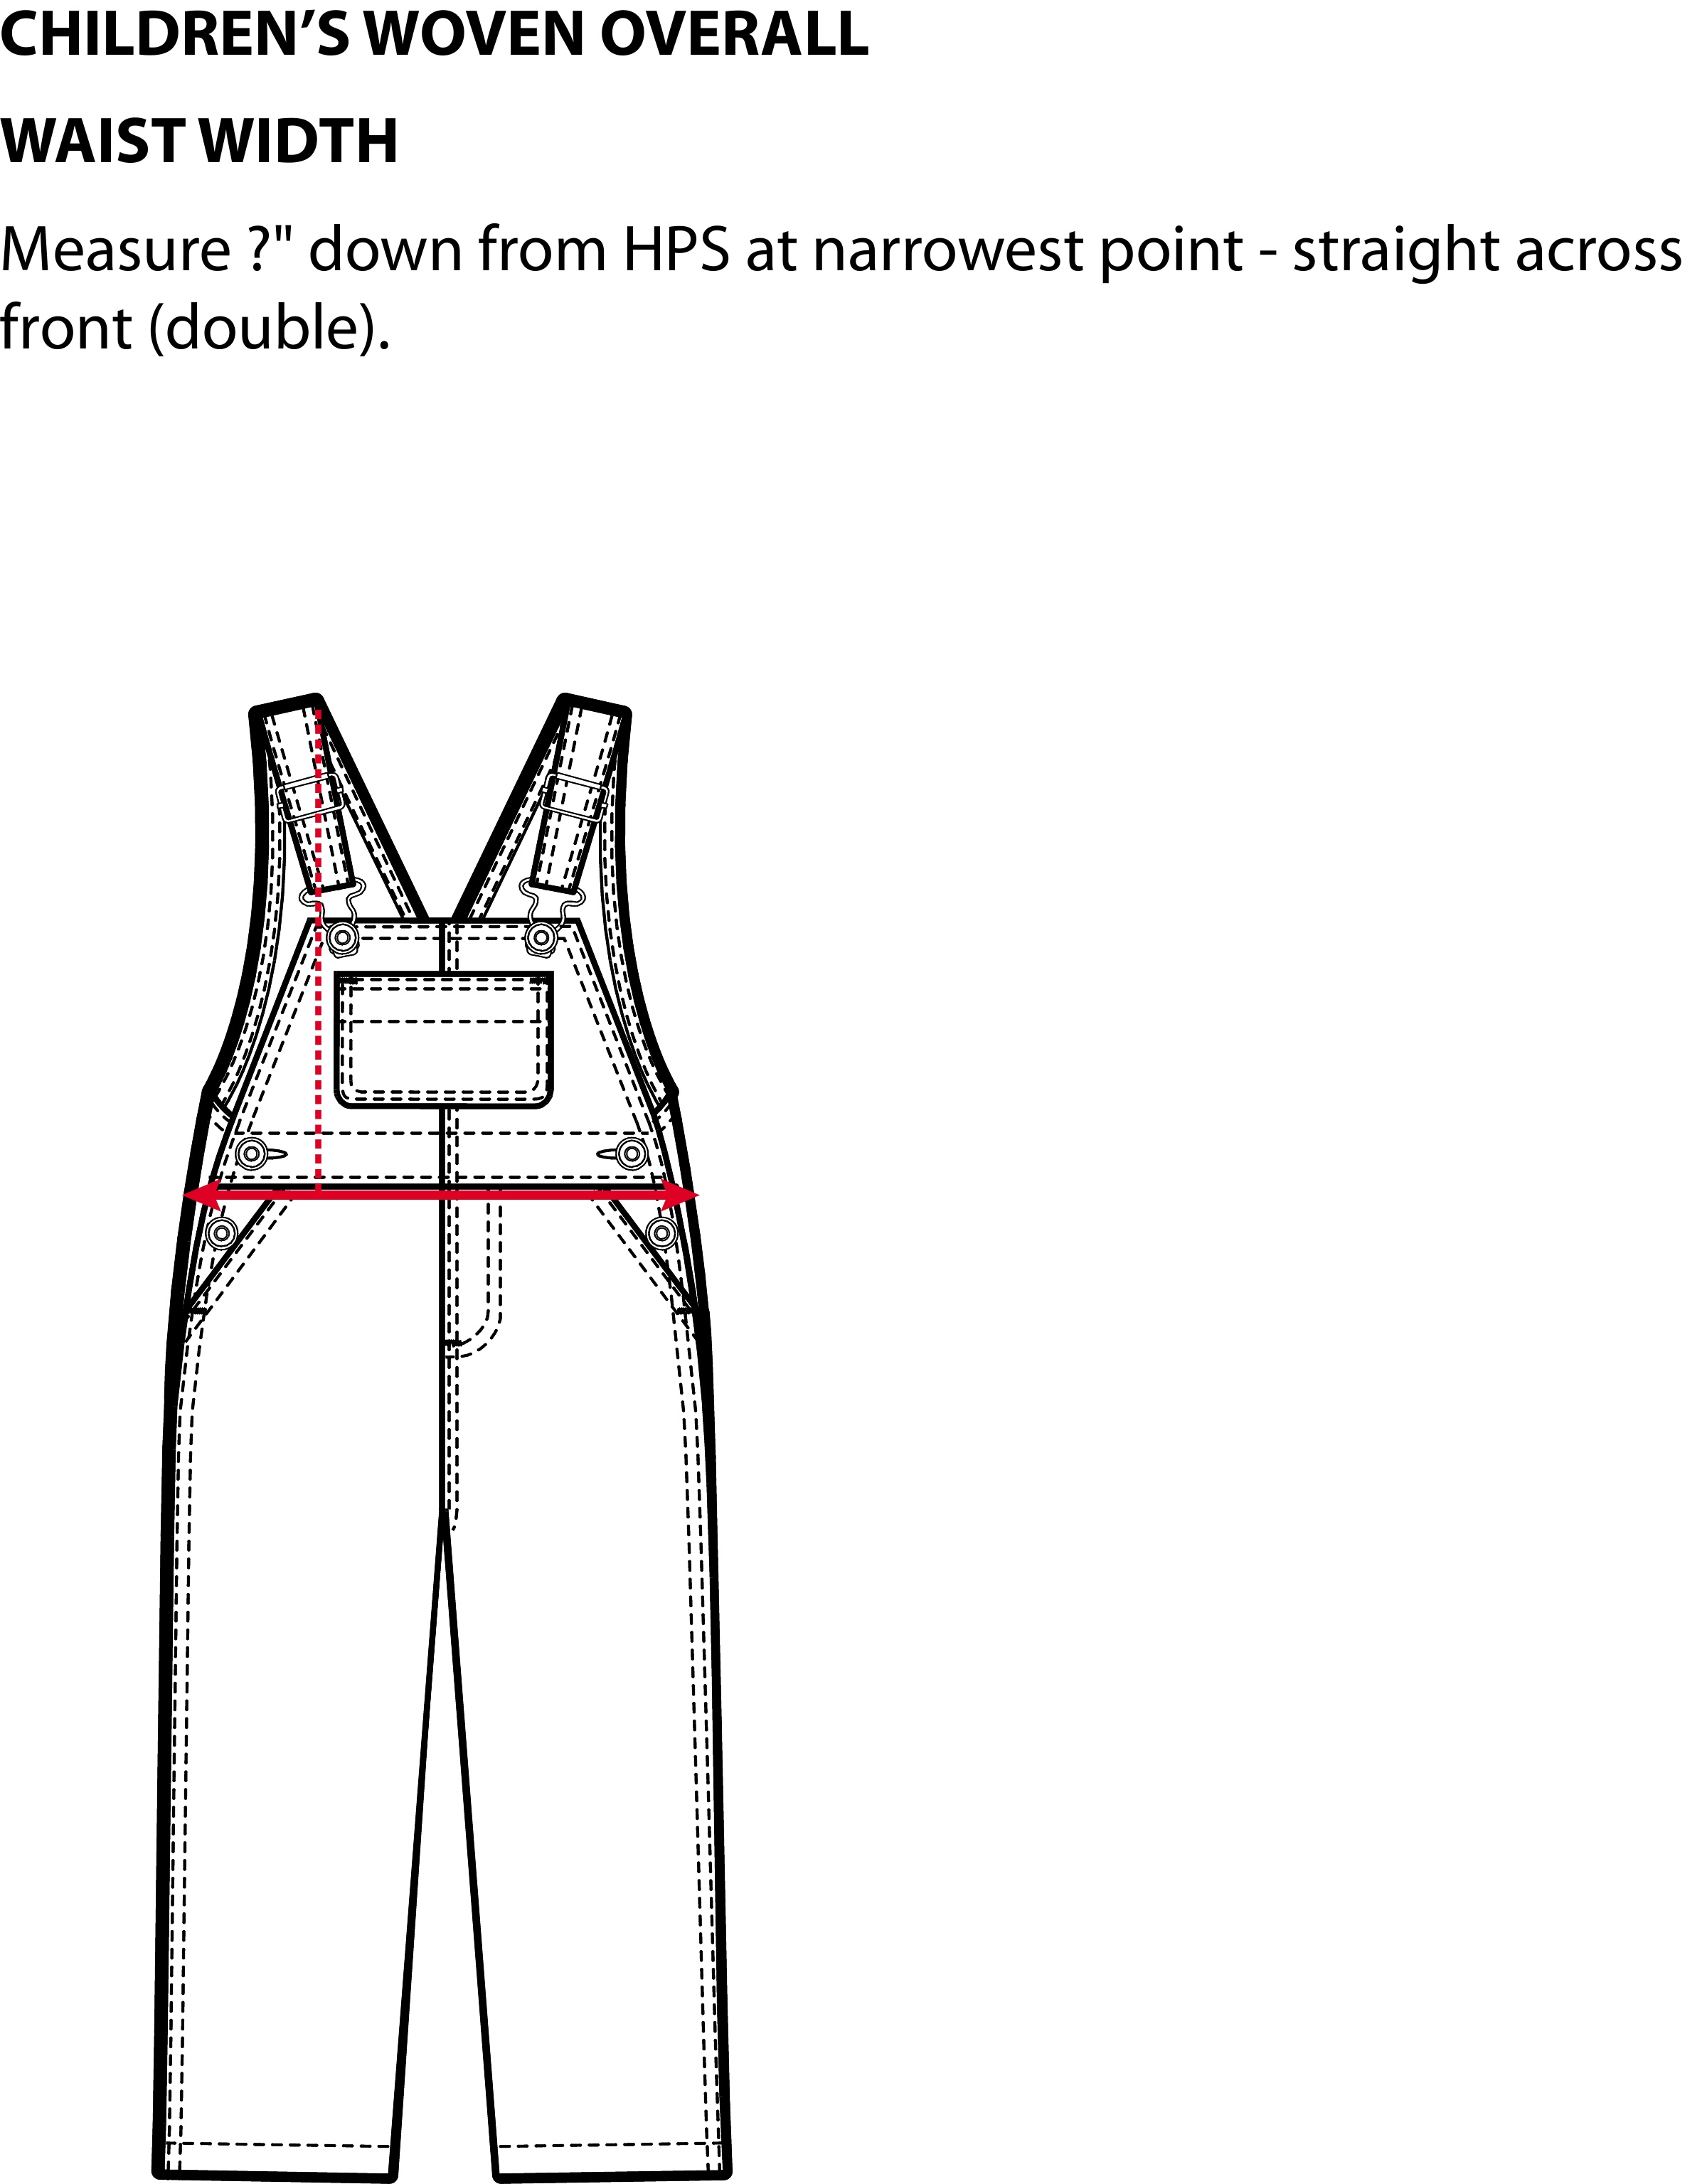 CHILDREN’S WOVEN OVERALL
WAIST WIDTH
Measure ?" down from HPS at narrowest point - straight across
front (double).